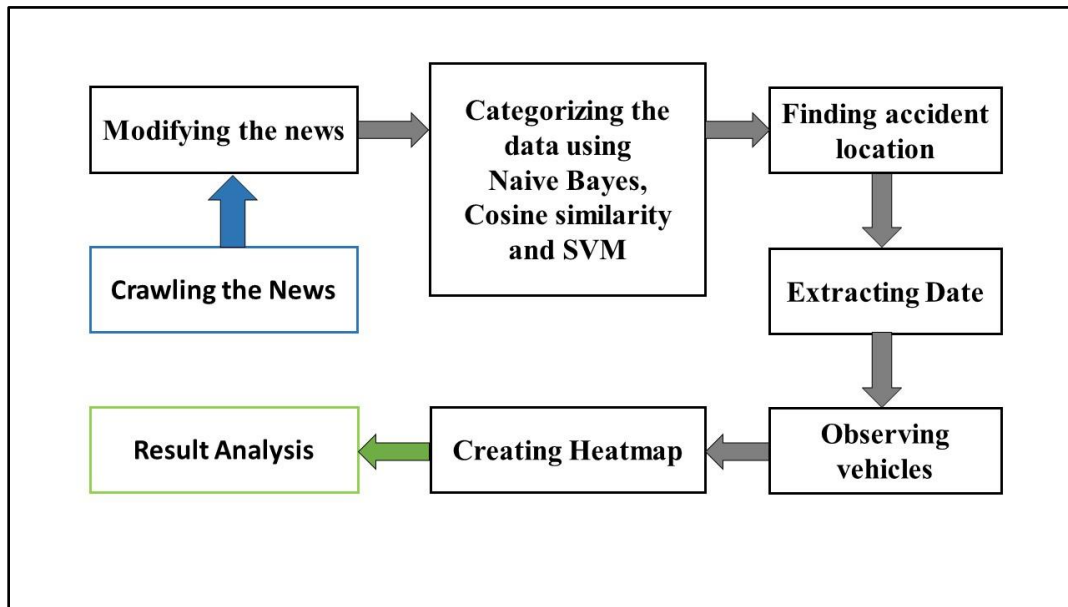 Modifying the news
Categorizing the
data using
Naive Bayes,
Cosine similarity
and SVM
Finding accident
location
Crawling the News
Extracting Date
Result Analysis
Creating Heatmap
Observing
vehicles